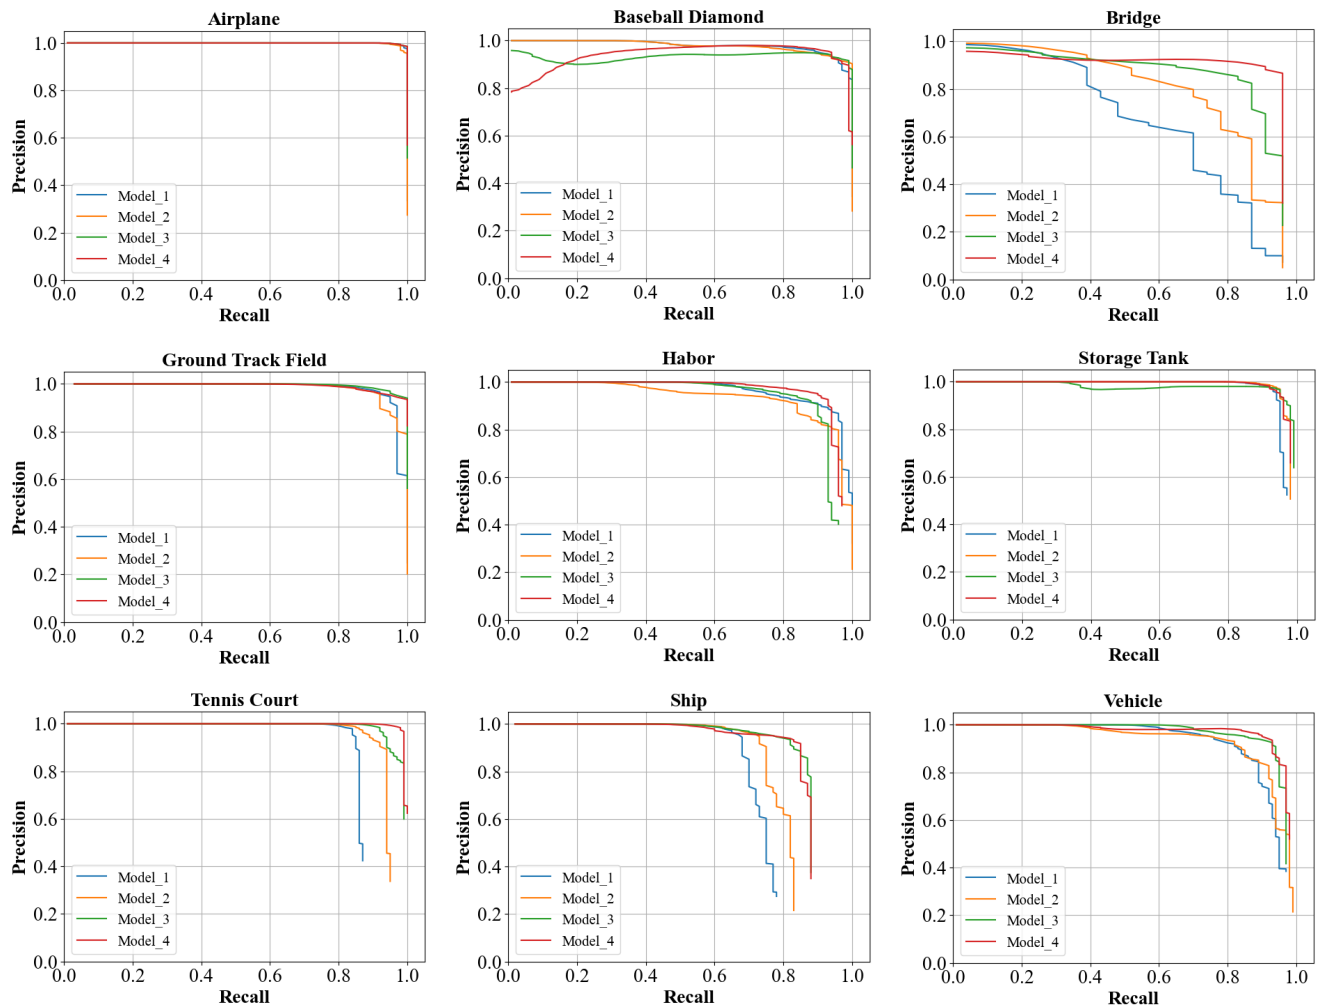 Airplane
Precision
1.0
0.8
0.6
0.4
0.2
0.0
Model_1
Model_2
Model_3
Model_4
0.0 0.2 0.4 0.6 0.8 1.0
Recall
Baseball Diamond
Precision
1.0
0.8
0.6
0.4
0.2
0.0
Model_1
Model_2
Model_3
Model_4
0.0 0.2 0.4 0.6 0.8 1.0
Recall
Bridge
Precision
1.0
0.8
0.6
0.4
0.2
0.0
Model_1
Model_2
Model_3
Model_4
0.0 0.2 0.4 0.6 0.8 1.0
Recall
Ground Track Field
Precision
1.0
0.8
0.6
0.4
0.2
0.0
Model_1
Model_2
Model_3
Model_4
0.0 0.2 0.4 0.6 0.8 1.0
Recall
Habor
Precision
1.0
0.8
0.6
0.4
0.2
0.0
Model_1
Model_2
Model_3
Model_4
0.0 0.2 0.4 0.6 0.8 1.0
Recall
Storage Tank
Precision
1.0
0.8
0.6
0.4
0.2
0.0
Model_1
Model_2
Model_3
Model_4
0.0 0.2 0.4 0.6 0.8 1.0
Recall
Tennis Court
Precision
1.0
0.8
0.6
0.4
0.2
0.0
Model_1
Model_2
Model_3
Model_4
0.0 0.2 0.4 0.6 0.8 1.0
Recall
Ship
Precision
1.0
0.8
0.6
0.4
0.2
0.0
Model_1
Model_2
Model_3
Model_4
0.0 0.2 0.4 0.6 0.8 1.0
Recall
Vehicle
Precision
1.0
0.8
0.6
0.4
0.2
0.0
Model_1
Model_2
Model_3
Model_4
0.0 0.2 0.4 0.6 0.8 1.0
Recall